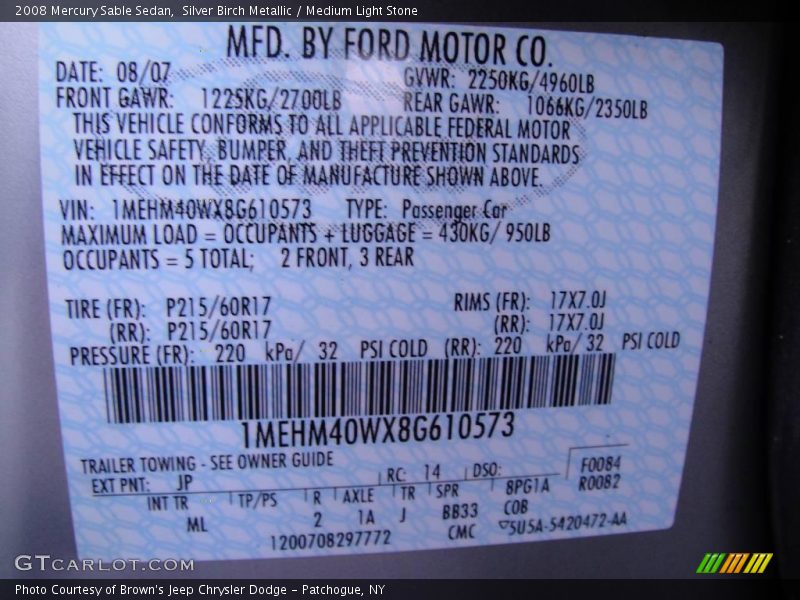 2008 Mercury Sable Sedan,  Silver Birch Metallic / Medium Light Stone
MFD. BY FORD MOTOR CO.
DATE: 08/07 GVWR: 2250KG/4960LB
FRONT GAWR: 1225KG/2700LB REAR GAWR: 1066KG/2350LB
THIS VEHICLE CONFORMS TO ALL APPLICABLE FEDERAL MOTOR
VEHICLE SAFETY, BUMPER, AND THEFT PREVENTION STANDARDS
IN EFFECT ON THE DATE OF MANUFACTURE SHOWN ABOVE.
VIN: 1MEHM40WX8G610573 TYPE: Passenger Car
MAXIMUM LOAD = OCCUPANTS + LUGGAGE = 430KG/ 950LB
OCCUPANTS = 5 TOTAL; 2 FRONT, 3 REAR
TIRE (FR): P215/60R17 RIMS (FR): 17X7.0J
(RR): P215/60R17 (RR): 17X7.0J
PRESSURE (FR): 220 kPa/ 32 PSI COLD (RR): 220 kPa/ 32 PSI COLD
1MEHM40WX8G610573
TRAILER TOWING - SEE OWNER GUIDE
EXT PNT: JP RC: 14 DSO: F0084
R0082
INT TR TP/PS R AXLE TR SPR 8PG1A
ML 2 1A J BB33 COB
1200708297772 CMC 5U5A-5420472-AA
GTCARLOT.COM
Photo Courtesy of Brown's Jeep Chrysler Dodge – Patchogue, NY